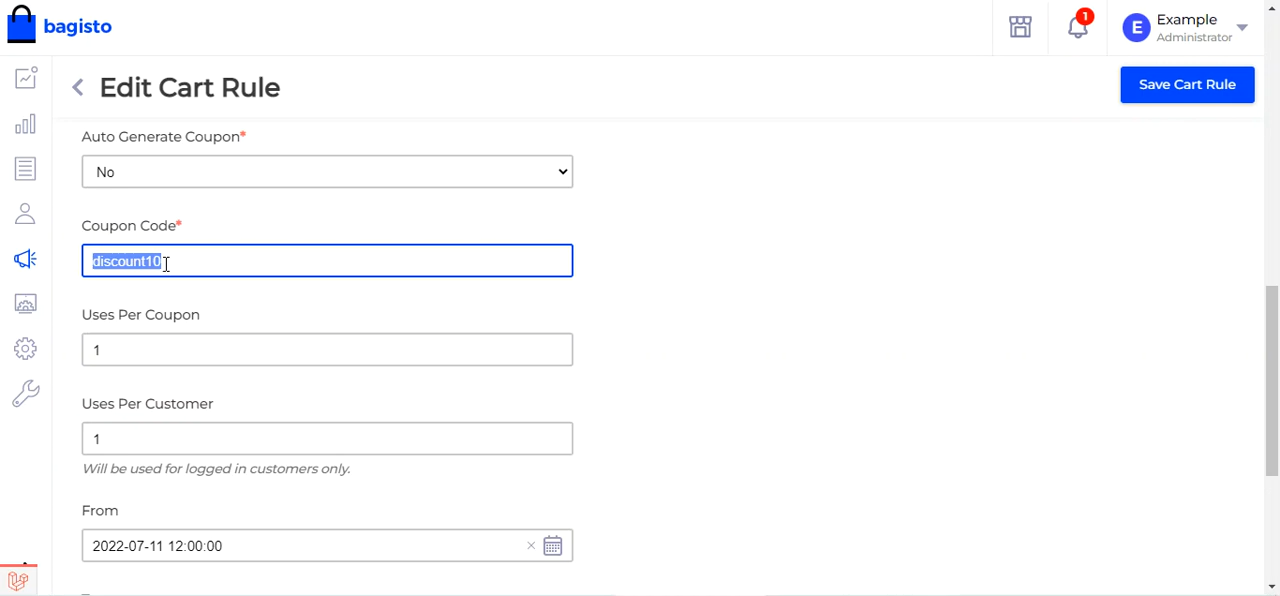 bagisto
1
E
Example
Administrator
Edit Cart Rule
Save Cart Rule
Auto Generate Coupon*
No
Coupon Code*
discount10
Uses Per Coupon
1
Uses Per Customer
1
Will be used for logged in customers only.
From
2022-07-11 12:00:00